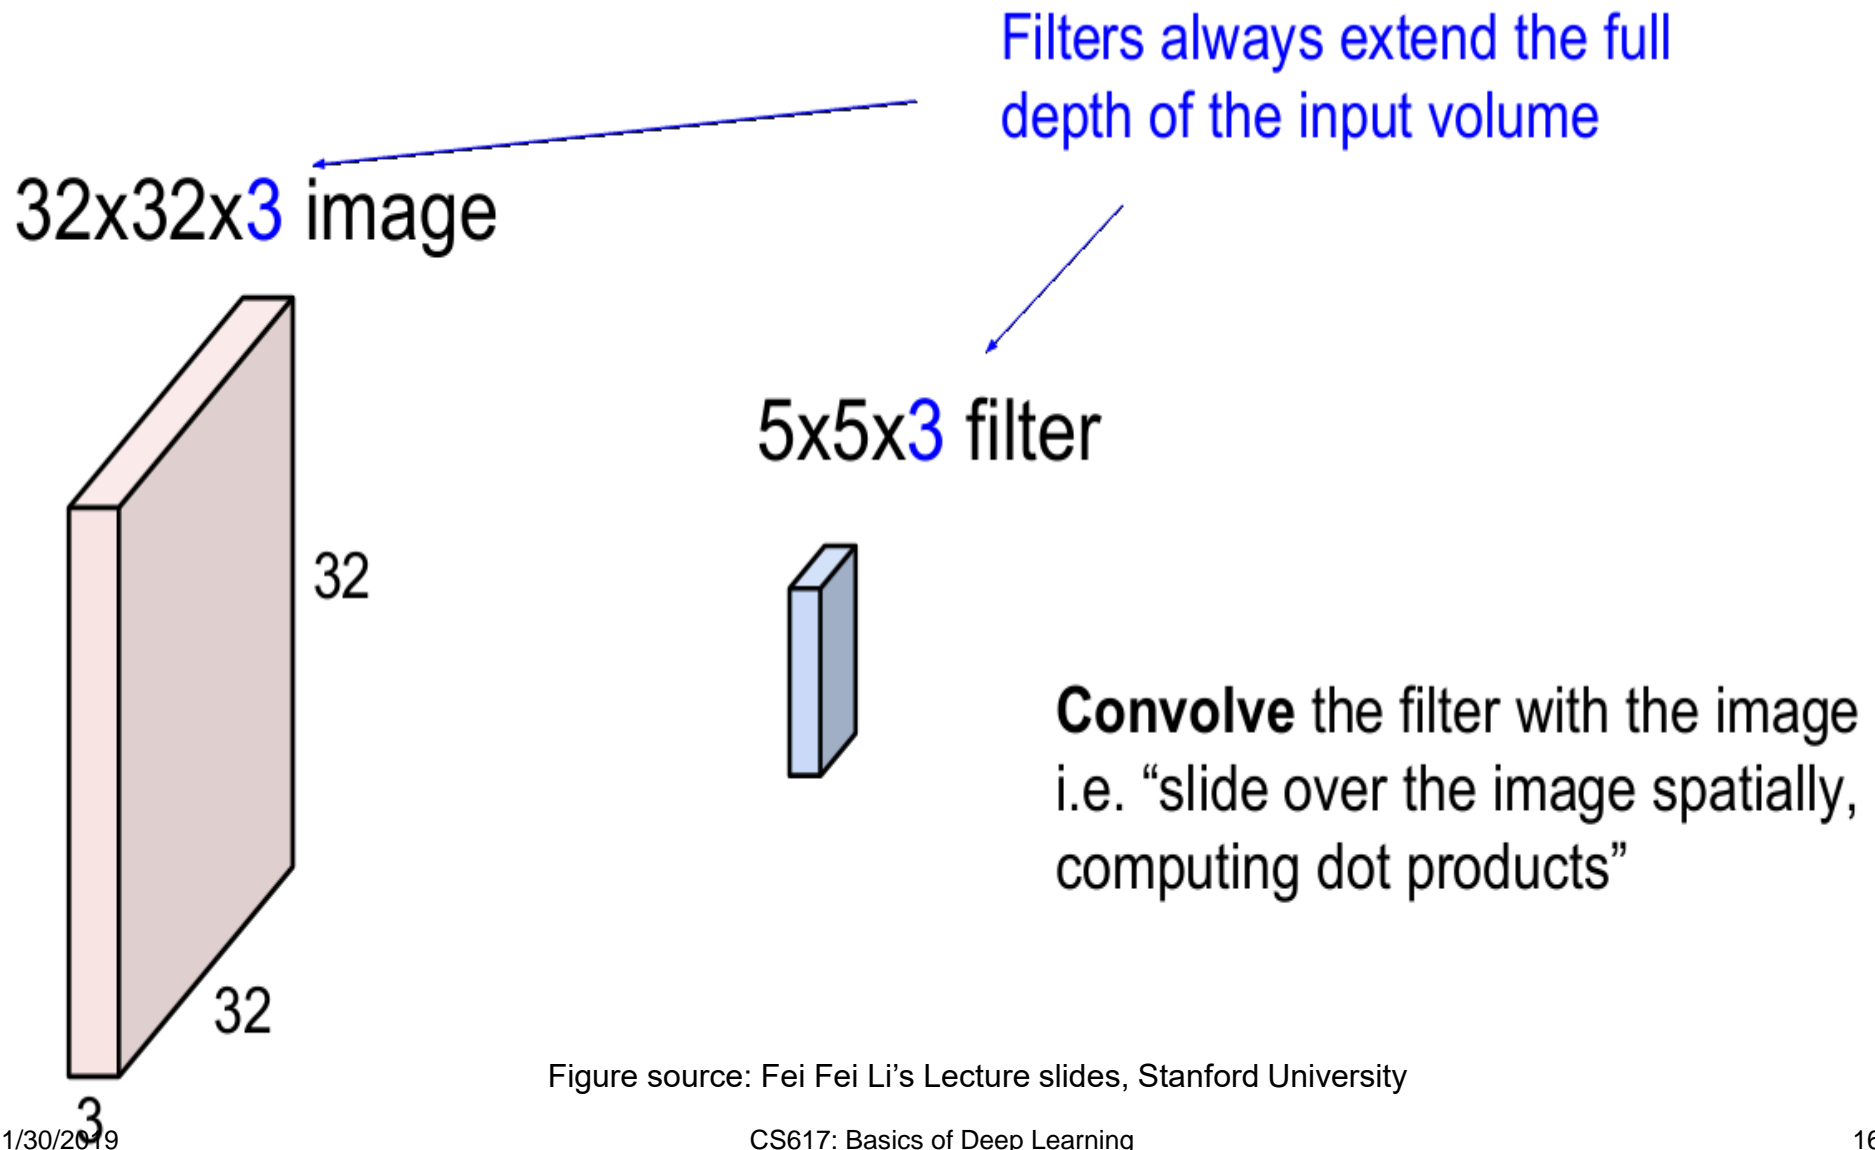 Filters always extend the full
depth of the input volume
32x32x3 image
5x5x3 filter
32
Convolve the filter with the image
i.e. “slide over the image spatially,
computing dot products”
32
Figure source: Fei Fei Li’s Lecture slides, Stanford University
3
1/30/2019
CS617: Basics of Deep Learning
16